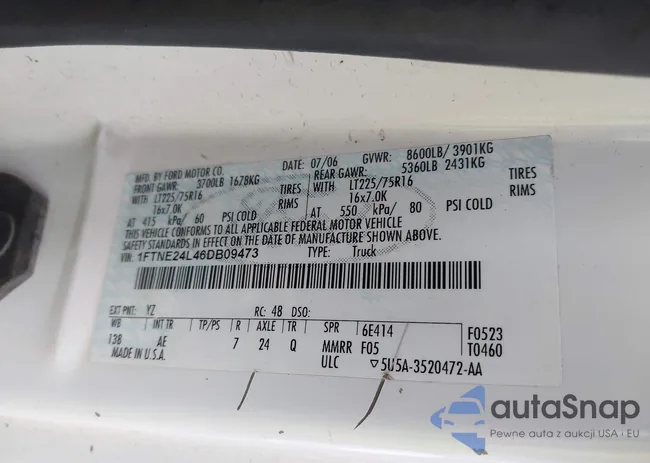 MFD. BY FORD MOTOR CO. DATE: 07/06 GVWR: 8600LB/ 3901KG
FRONT GAWR: 3700LB 1678KG REAR GAWR: 5360LB 2431KG
WITH LT225/75R16 TIRES WITH LT225/75R16 TIRES
16x7.0K RIMS 16x7.0K RIMS
AT 415 kPa/ 60 PSI COLD AT 550 kPa/ 80 PSI COLD
THIS VEHICLE CONFORMS TO ALL APPLICABLE FEDERAL MOTOR VEHICLE
SAFETY STANDARDS IN EFFECT ON THE DATE OF MANUFACTURE SHOWN ABOVE.
VIN: 1FTNE24L46DB09473 TYPE: Truck
EXT PNT: YZ RC: 48 DSO:
WB INT TR TP/PS R AXLE TR SPR 6E414 F0523
138 AE 7 24 Q MMRR F05 T0460
MADE IN U.S.A. ULC ▽5U5A-3520472-AA
autoSnap
Pewne auta z aukcji USA i EU